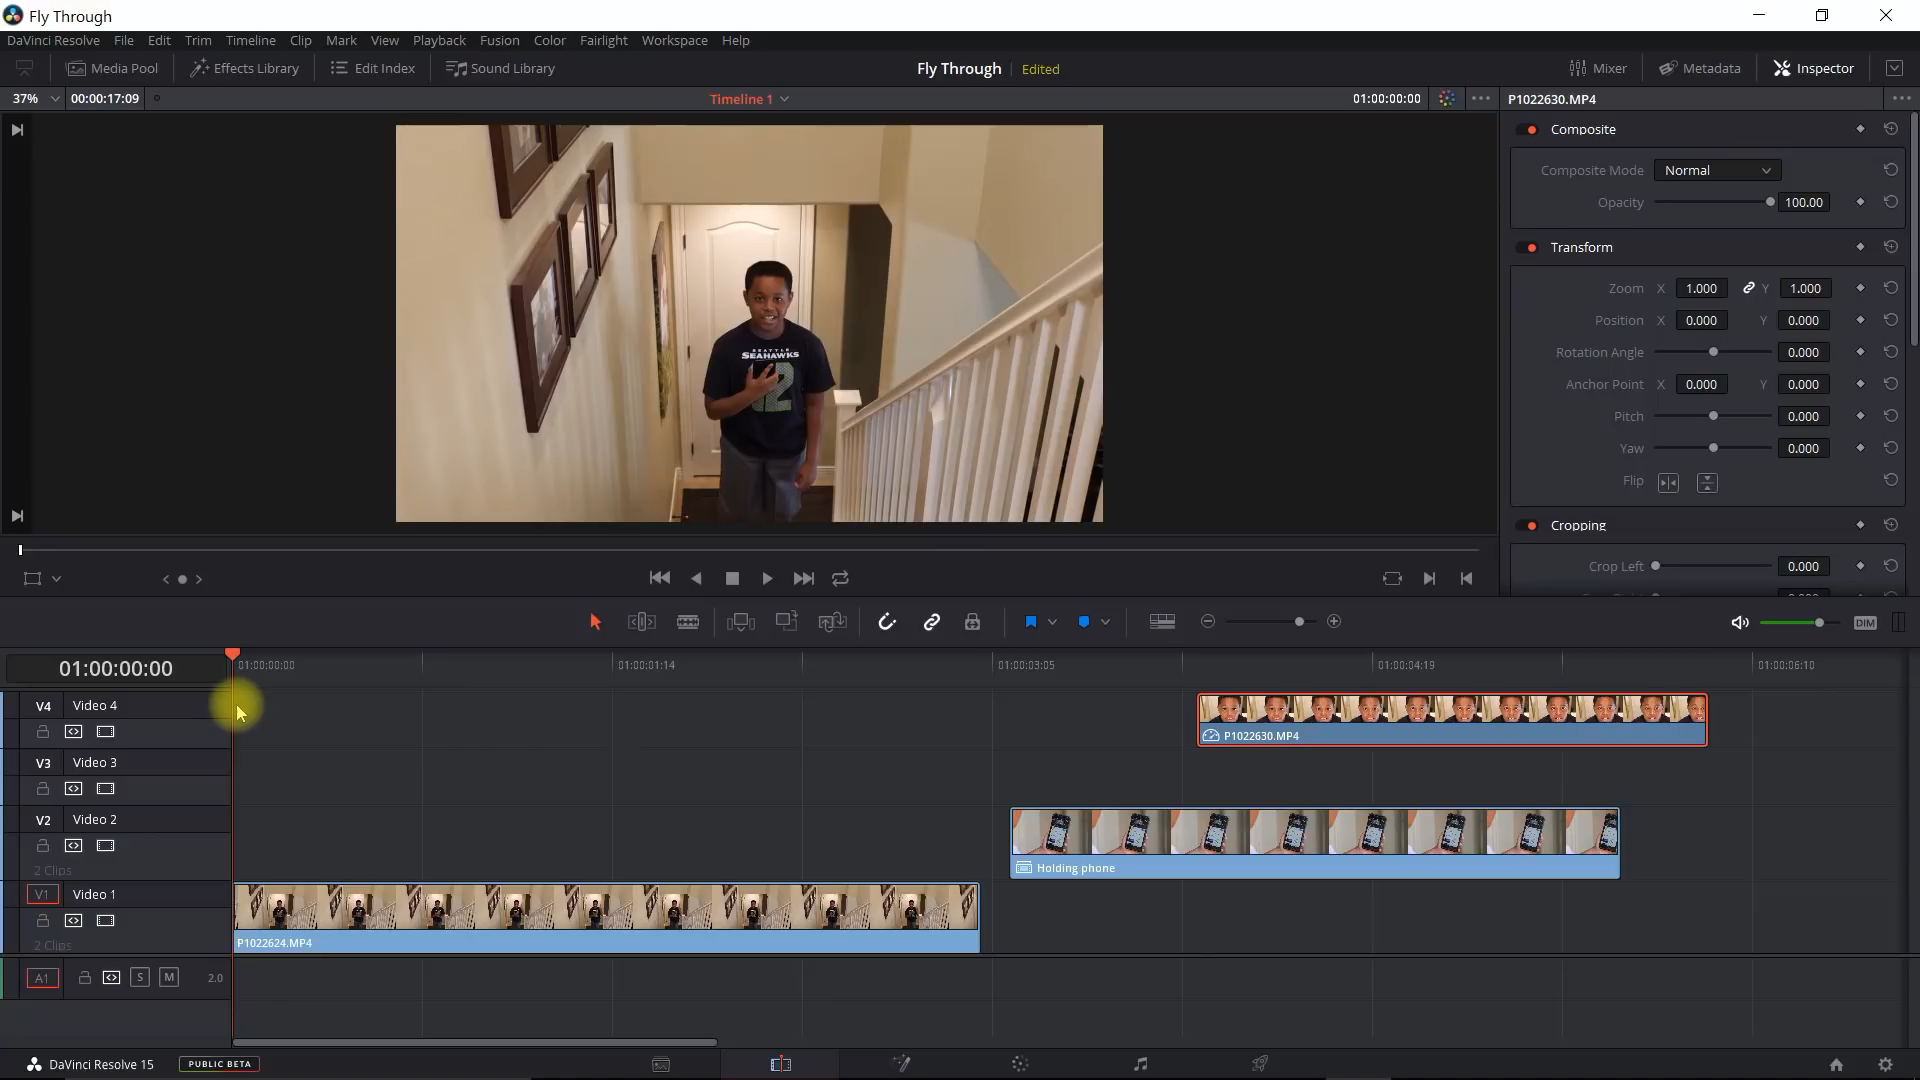 Fly Through
DaVinci Resolve File Edit Trim Timeline Clip Mark View Playback Fusion Color Fairlight Workspace Help
Media Pool Effects Library Edit Index Sound Library Fly Through Edited Mixer Metadata Inspector
37% 00:00:17:09 Timeline 1 01:00:00:00 P1022630.MP4
Composite
Composite Mode Normal
Opacity 100.00
Transform
Zoom X 1.000 Y 1.000
Position X 0.000 Y 0.000
Rotation Angle 0.000
Anchor Point X 0.000 Y 0.000
Pitch 0.000
Yaw 0.000
Flip
Cropping
Crop Left 0.000
SEATTLE
SEAHAWKS
12
DIM
01:00:00:00 01:00:00:00 01:00:01:14 01:00:03:05 01:00:04:19 01:00:06:10
V4 Video 4
P1022630.MP4
V3 Video 3
V2 Video 2
2 Clips
Holding phone
V1 Video 1
2 Clips
P1022624.MP4
A1 S M 2.0
DaVinci Resolve 15 PUBLIC BETA